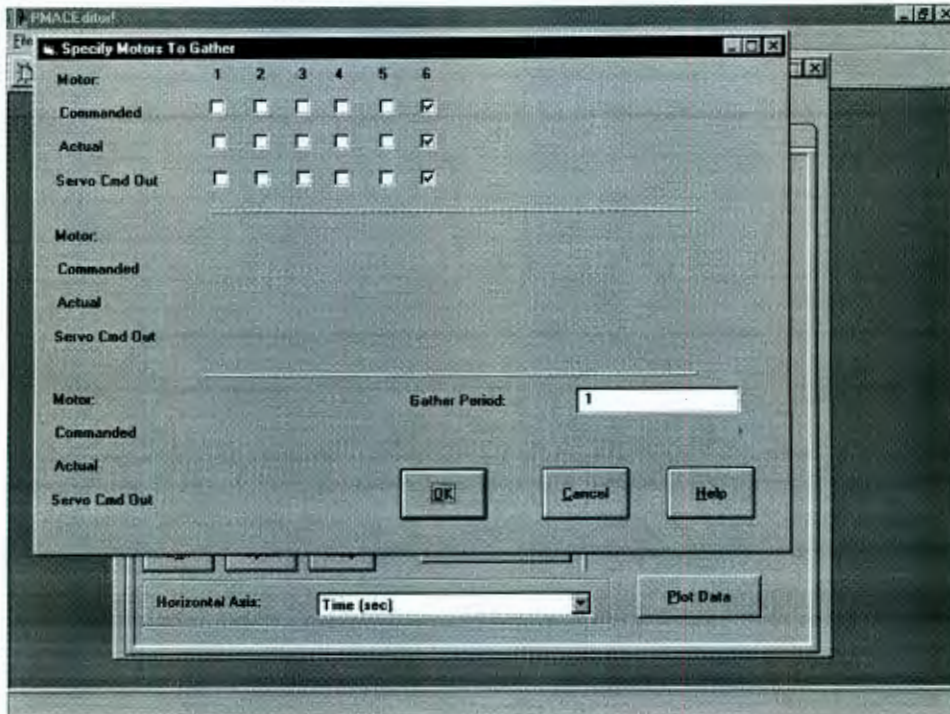 PMACEditor!
File
Specify Motors To Gather
Motor: 1 2 3 4 5 6
Commanded
Actual
Servo Cmd Out
Motor:
Commanded
Actual
Servo Cmd Out
Motor:
Gather Period: 1
Commanded
Actual
Servo Cmd Out
OK
Cancel
Help
Horizontal Axis: Time (sec)
Plot Data